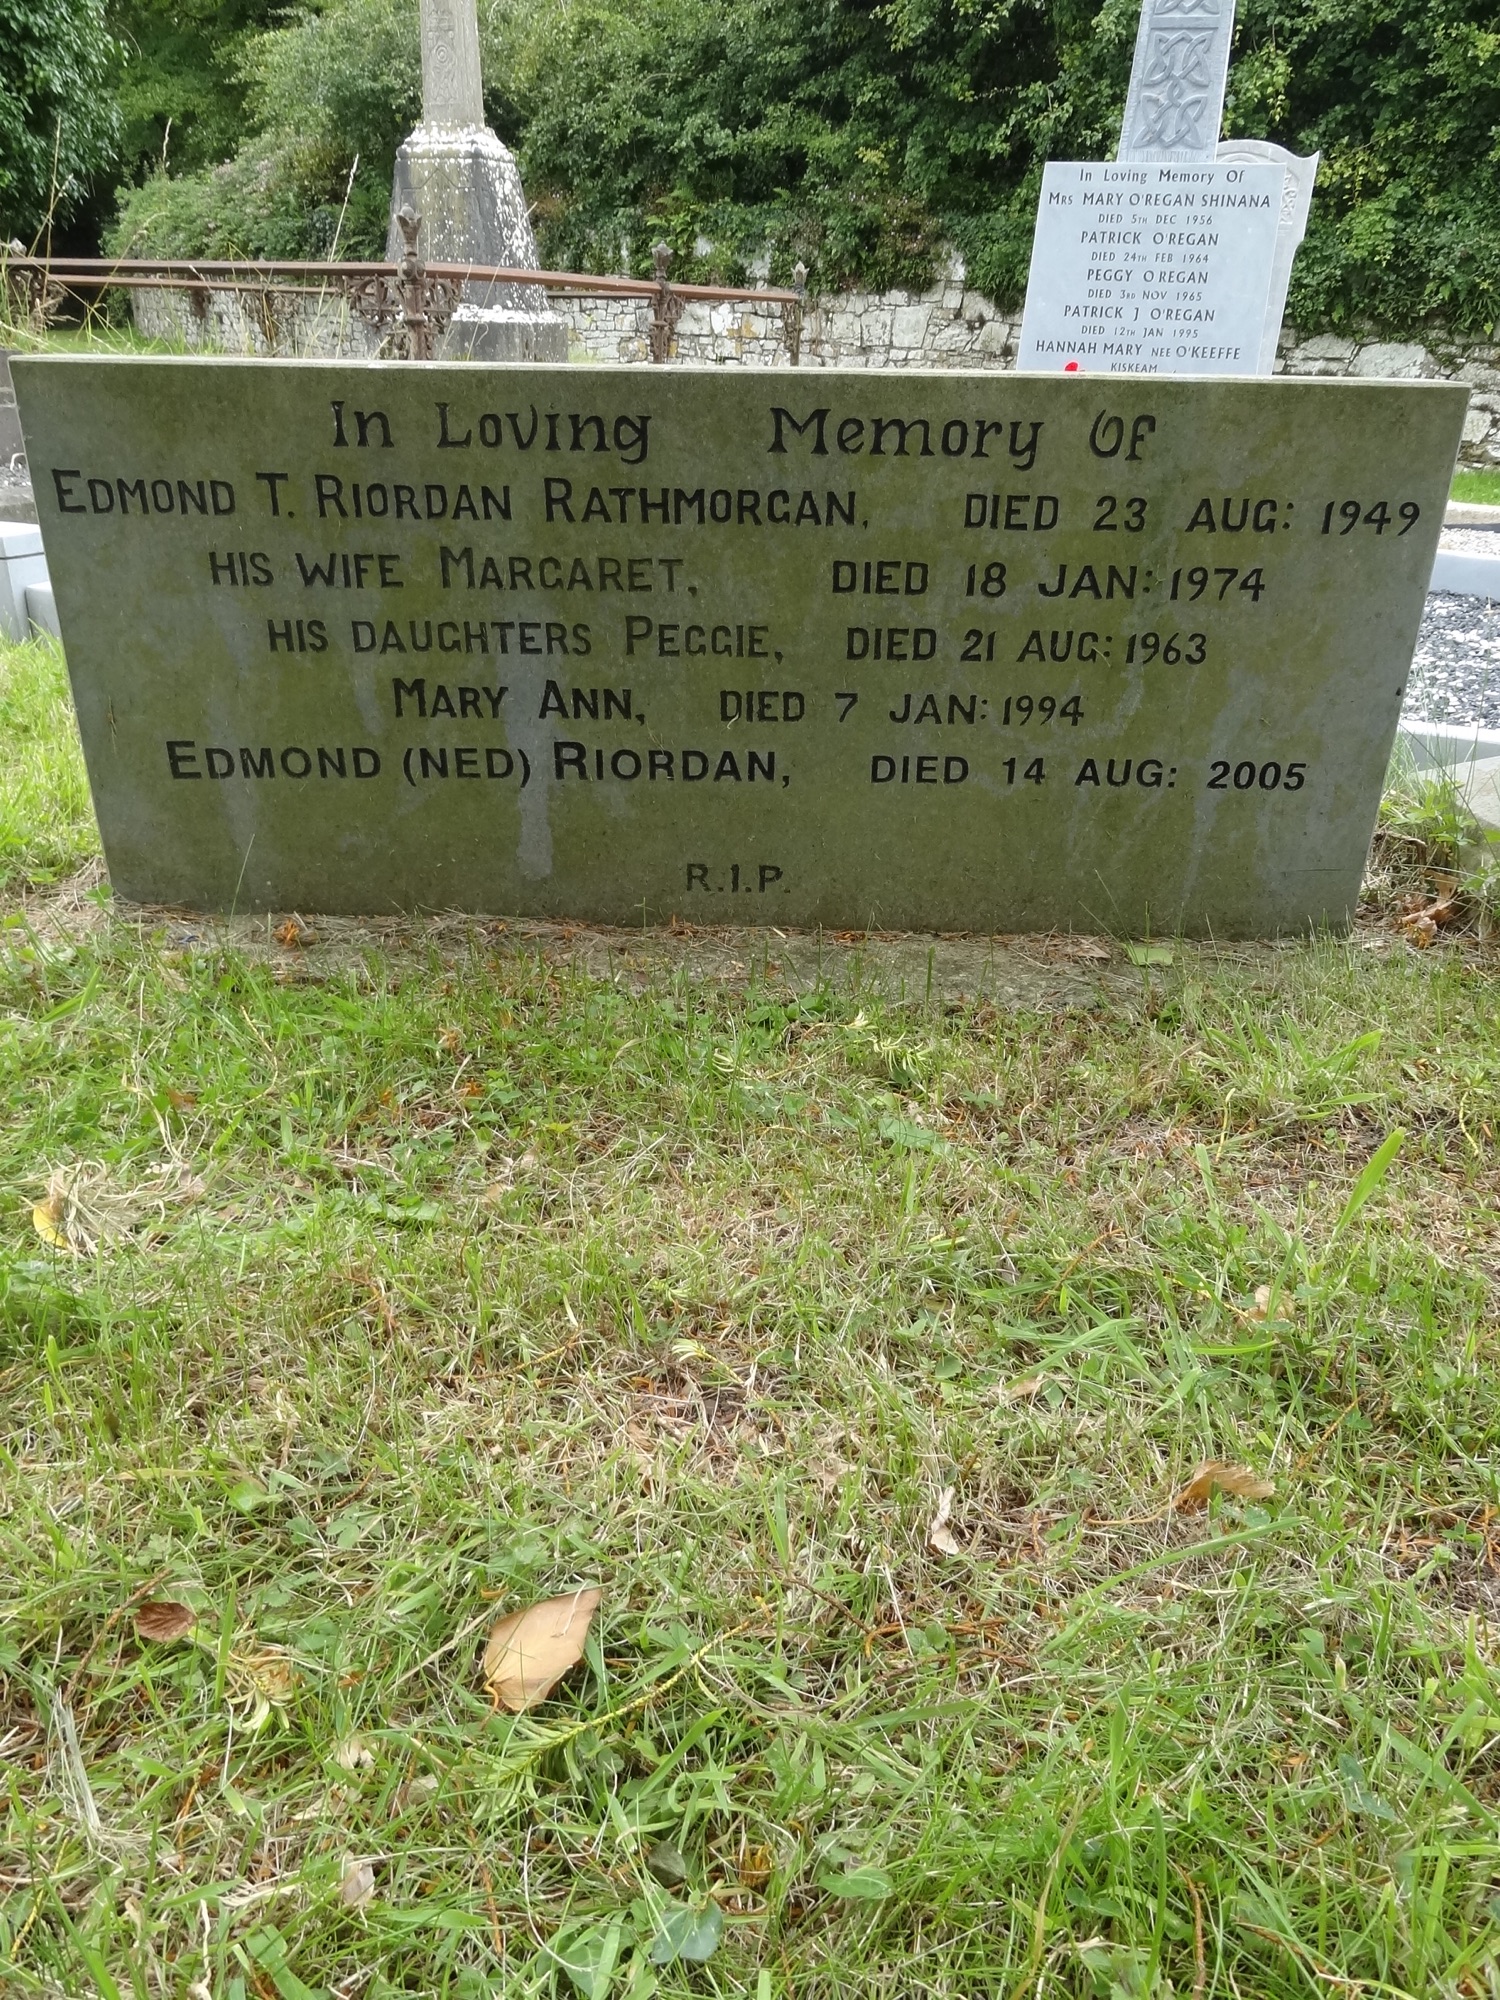 In Loving Memory Of
Mrs MARY O'REGAN SHINANA
DIED 5TH DEC 1956
PATRICK O'REGAN
DIED 24TH FEB 1964
PEGGY O'REGAN
DIED 3RD NOV 1965
PATRICK J O'REGAN
DIED 12TH JAN 1995
HANNAH MARY NEE O'KEEFFE
KISKEAM
In Loving Memory Of
EDMOND T. RIORDAN RATHMORGAN, DIED 23 AUG: 1949
HIS WIFE MARGARET, DIED 18 JAN: 1974
HIS DAUGHTERS PEGGIE, DIED 21 AUG: 1963
MARY ANN, DIED 7 JAN: 1994
EDMOND (NED) RIORDAN, DIED 14 AUG: 2005
R.I.P.